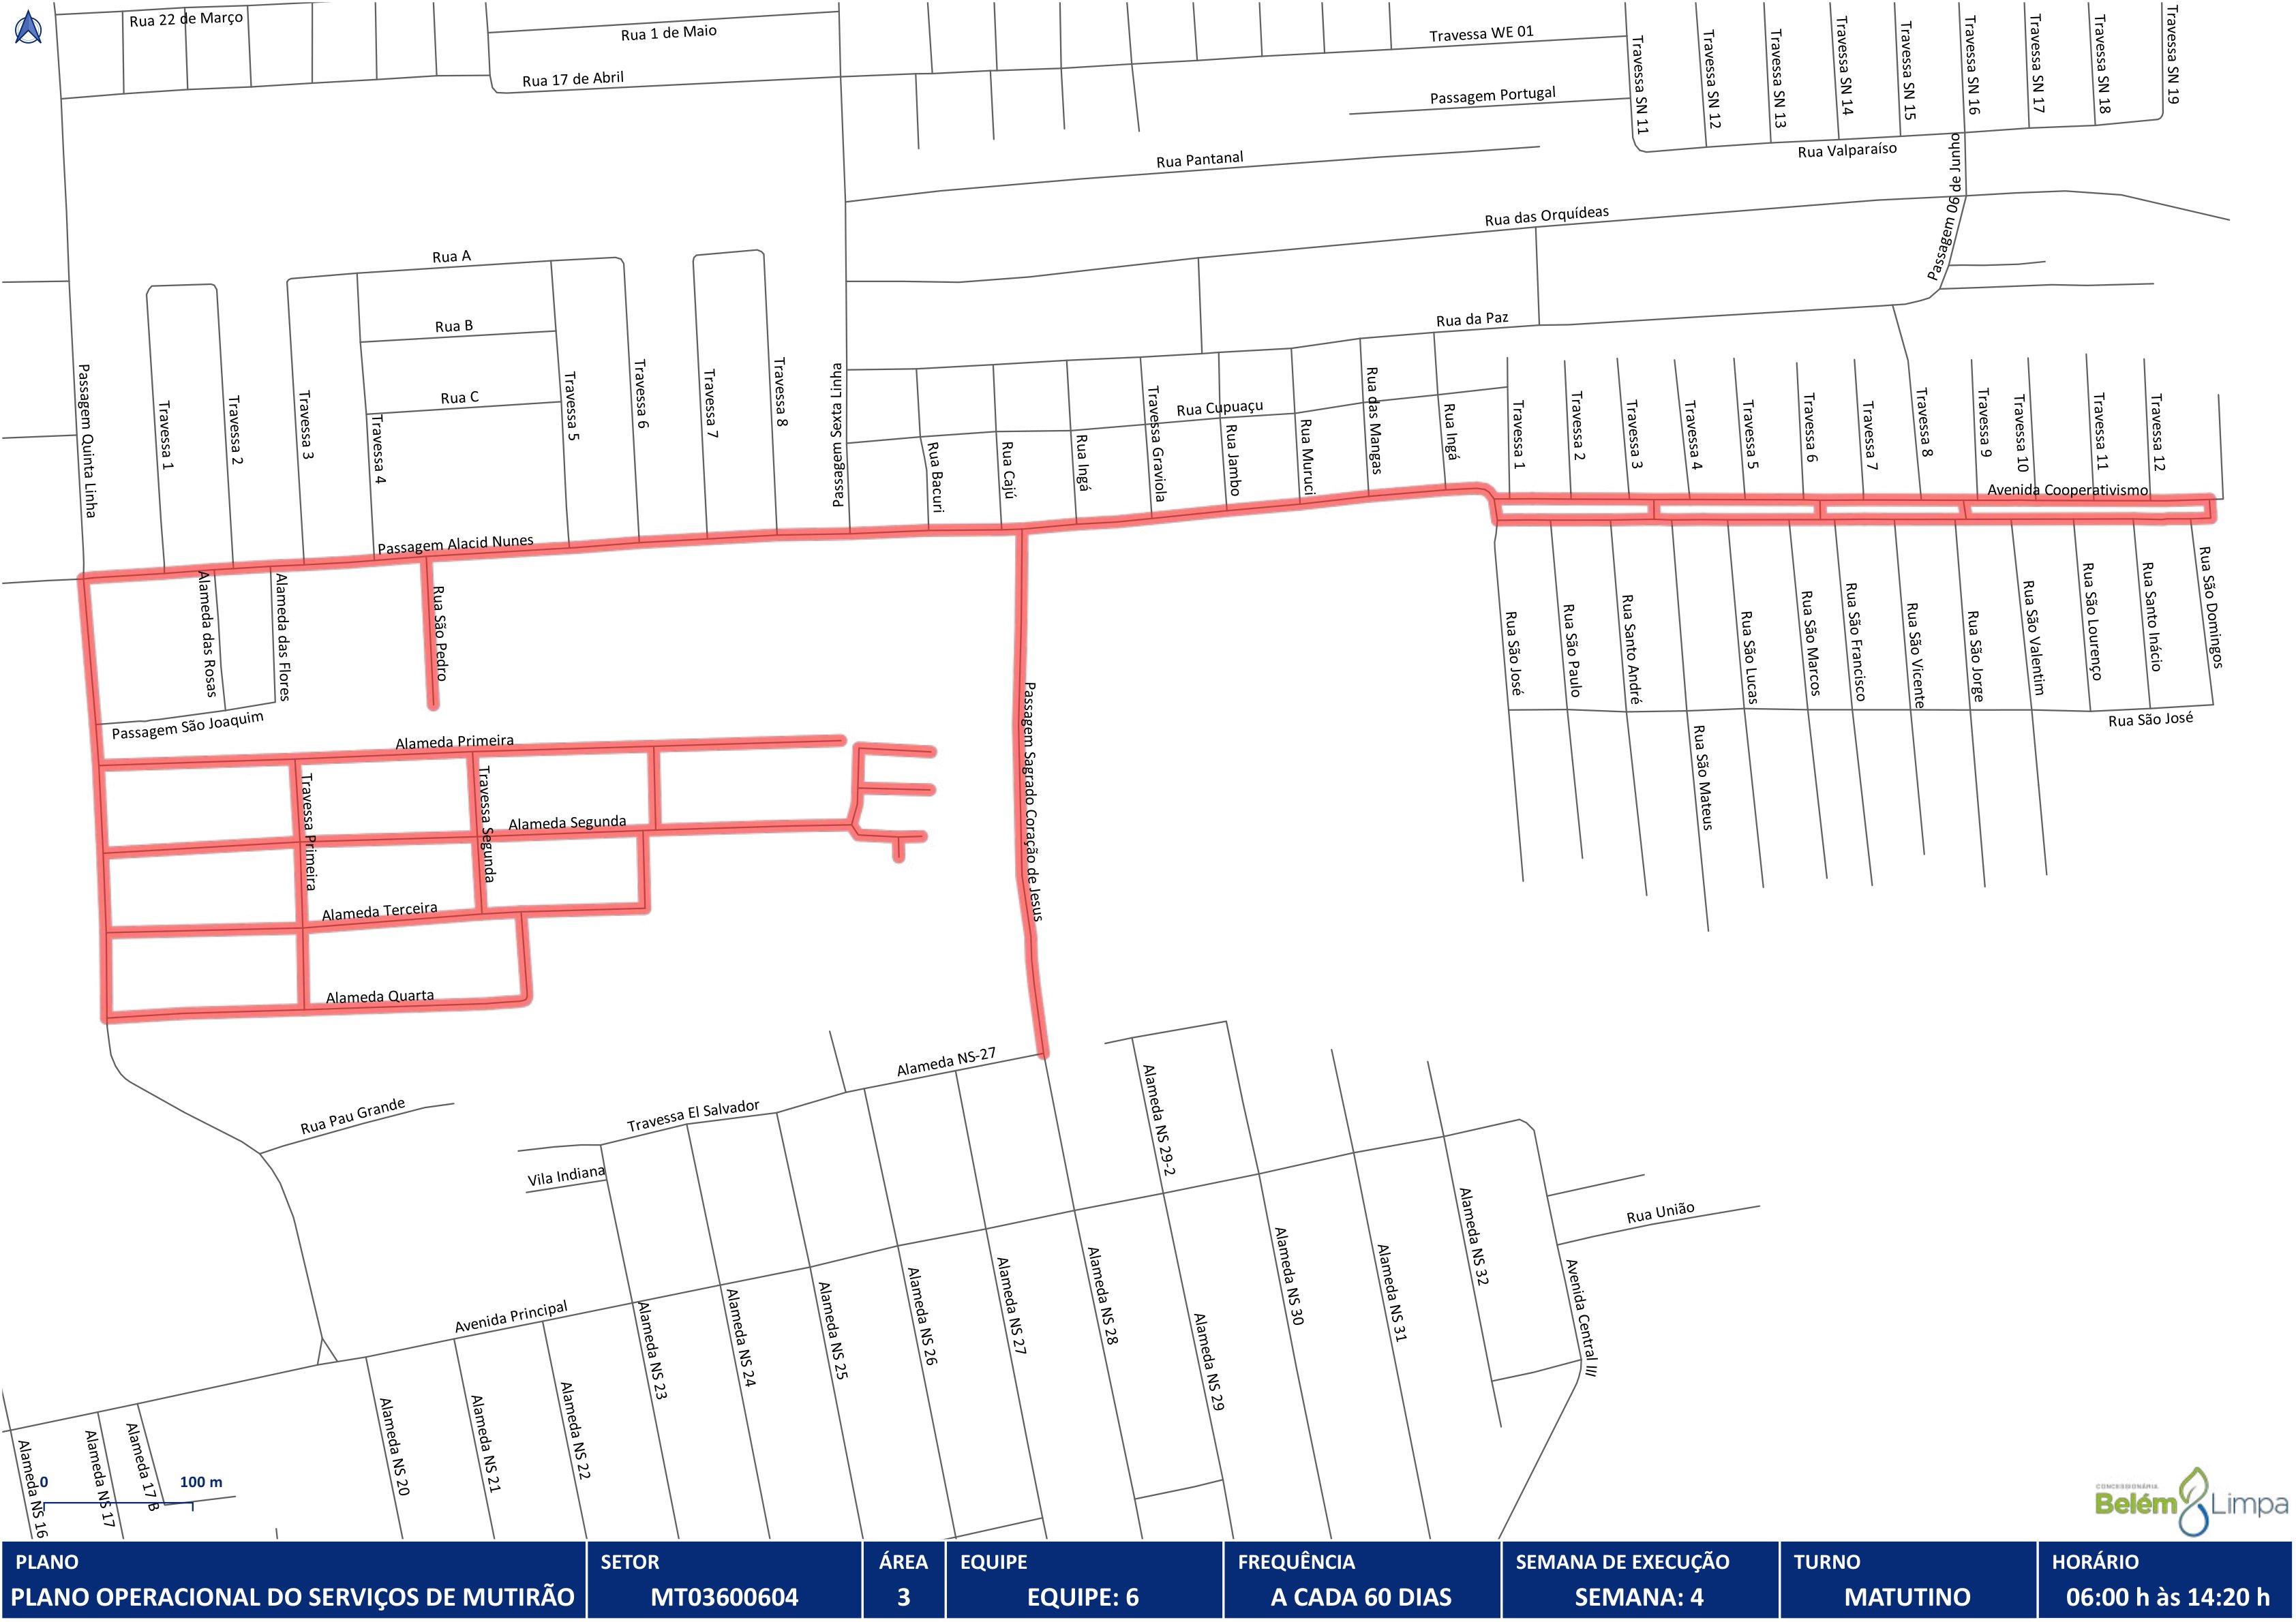 Rua 22 de Março
Rua 1 de Maio
Rua 17 de Abril
Travessa WE 01
Passagem Portugal
Travessa SN 11
Travessa SN 12
Travessa SN 13
Travessa SN 14
Travessa SN 15
Travessa SN 16
Travessa SN 17
Travessa SN 18
Travessa SN 19
Rua Valparaíso
Rua Pantanal
Passagem 06 de Junho
Rua das Orquídeas
Rua A
Rua B
Rua C
Rua da Paz
Passagem Quinta Linha
Travessa 1
Travessa 2
Travessa 3
Travessa 4
Travessa 5
Travessa 6
Travessa 7
Travessa 8
Passagem Sexta Linha
Rua Cupuaçu
Rua Bacuri
Rua Cajú
Rua Ingá
Travessa Graviola
Rua Jambo
Rua Muruci
Rua das Mangas
Rua Ingá
Travessa 1
Travessa 2
Travessa 3
Travessa 4
Travessa 5
Travessa 6
Travessa 7
Travessa 8
Travessa 9
Travessa 10
Travessa 11
Travessa 12
Avenida Cooperativismo
Passagem Alacid Nunes
Alameda das Rosas
Alameda das Flores
Rua São Pedro
Passagem São Joaquim
Rua São José
Rua São Paulo
Rua Santo André
Rua São Mateus
Rua São Lucas
Rua São Marcos
Rua São Francisco
Rua São Vicente
Rua São Jorge
Rua São Valentim
Rua São Lourenço
Rua Santo Inácio
Rua São Domingos
Rua São José
Alameda Primeira
Travessa Primeira
Travessa Segunda
Alameda Segunda
Alameda Terceira
Alameda Quarta
Passagem Sagrado Coração de Jesus
Alameda NS-27
Rua Pau Grande
Travessa El Salvador
Vila Indiana
Alameda NS 29-2
Rua União
Avenida Central III
Avenida Principal
Alameda NS 16
Alameda NS 17
Alameda 17 B
Alameda NS 20
Alameda NS 21
Alameda NS 22
Alameda NS 23
Alameda NS 24
Alameda NS 25
Alameda NS 26
Alameda NS 27
Alameda NS 28
Alameda NS 29
Alameda NS 30
Alameda NS 31
Alameda NS 32
0 100 m
CONCESSIONÁRIA
Belém Limpa
PLANO SETOR ÁREA EQUIPE FREQUÊNCIA SEMANA DE EXECUÇÃO TURNO HORÁRIO
PLANO OPERACIONAL DO SERVIÇOS DE MUTIRÃO MT03600604 3 EQUIPE: 6 A CADA 60 DIAS SEMANA: 4 MATUTINO 06:00 h às 14:20 h